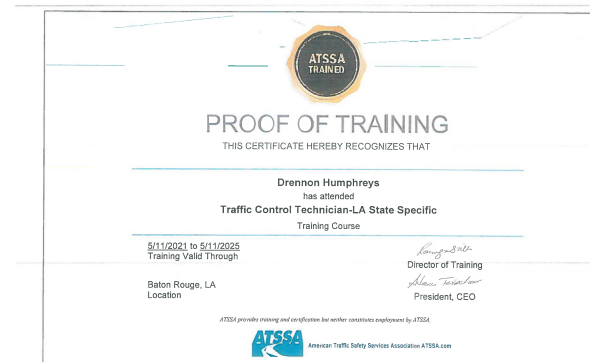 ATSSA
TRAINED
PROOF OF TRAINING
THIS CERTIFICATE HEREBY RECOGNIZES THAT
Drennon Humphreys
has attended
Traffic Control Technician-LA State Specific
Training Course
5/11/2021 to 5/11/2025
Training Valid Through
Director of Training
Baton Rouge, LA
Location
President, CEO
ATSSA provides training and certification but neither constitutes employment by ATSSA.
ATSSA
American Traffic Safety Services Association ATSSA.com